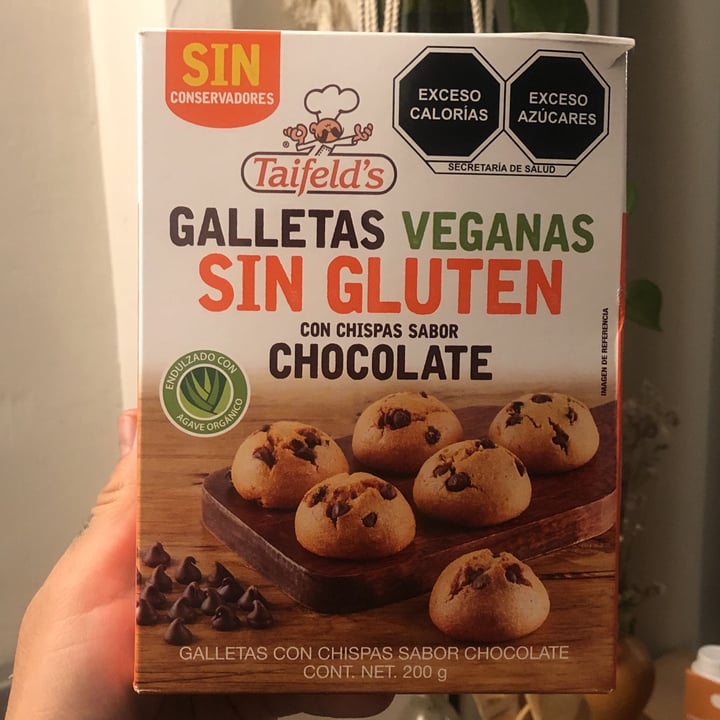 SIN
CONSERVADORES
EXCESO
CALORÍAS
EXCESO
AZÚCARES
SECRETARÍA DE SALUD
®
Taifeld's
GALLETAS VEGANAS
SIN GLUTEN
CON CHISPAS SABOR
CHOCOLATE
ENDULZADO CON
AGAVE ORGÁNICO
IMAGEN DE REFERENCIA
GALLETAS CON CHISPAS SABOR CHOCOLATE
CONT. NET. 200 g